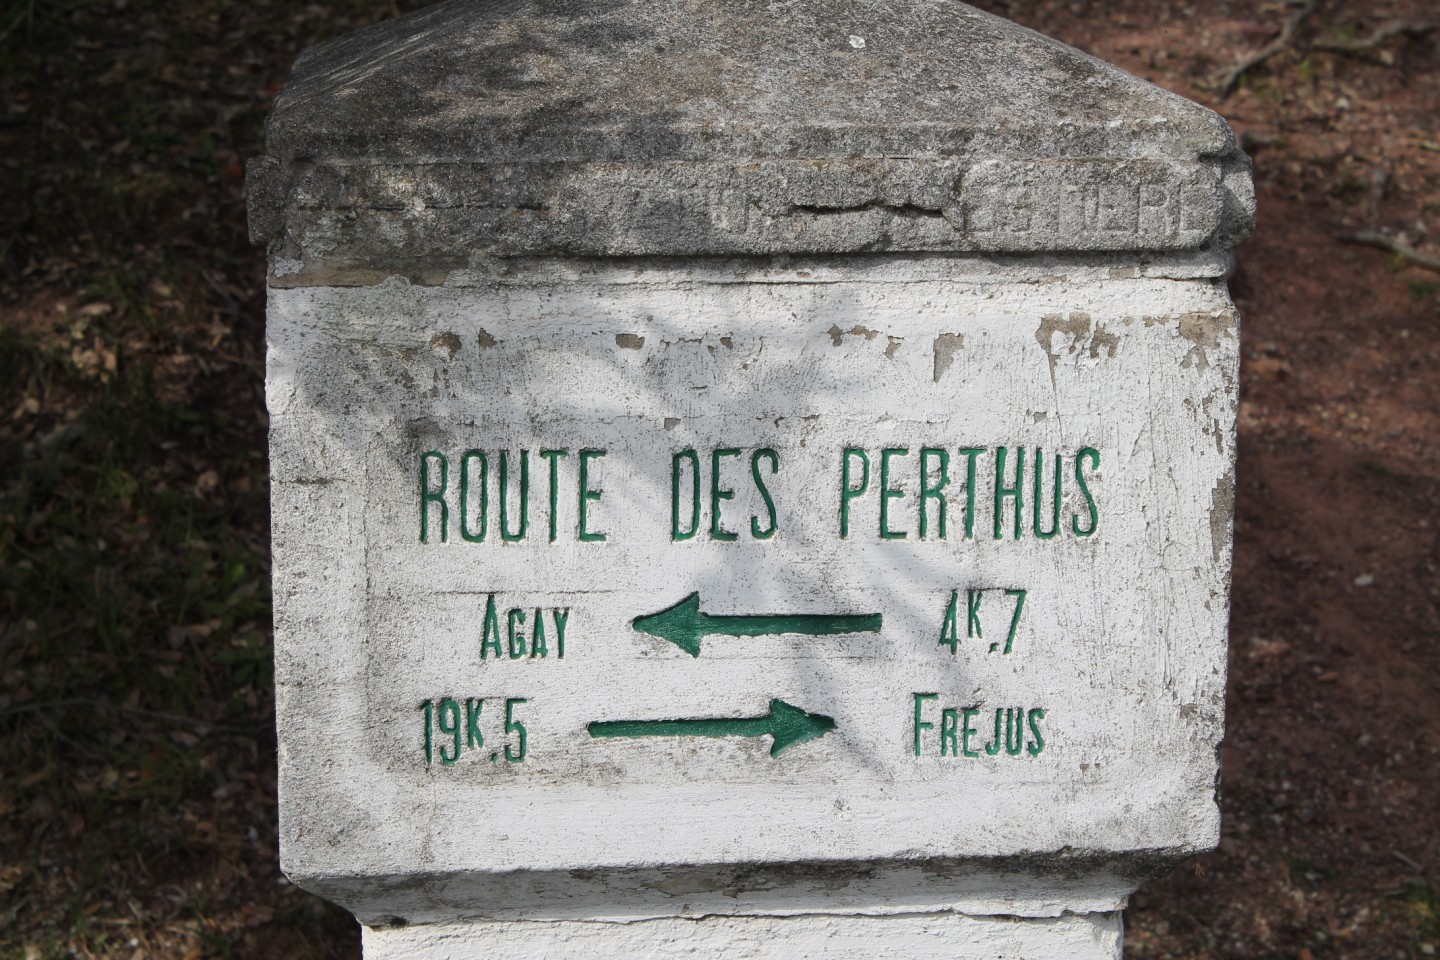 ROUTE DES PERTHUS
AGAY ← 4K.7
19K.5 → FREJUS